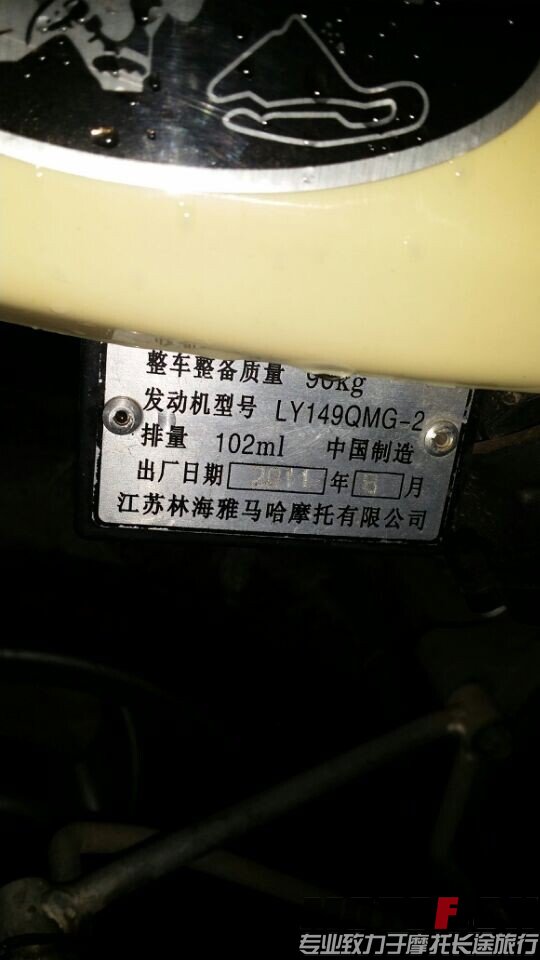 整车整备质量 90kg
发动机型号 LY149QMG-2
排量 102ml 中国制造
出厂日期 2011 年 5 月
江苏林海雅马哈摩托有限公司
专业致力于摩托长途旅行